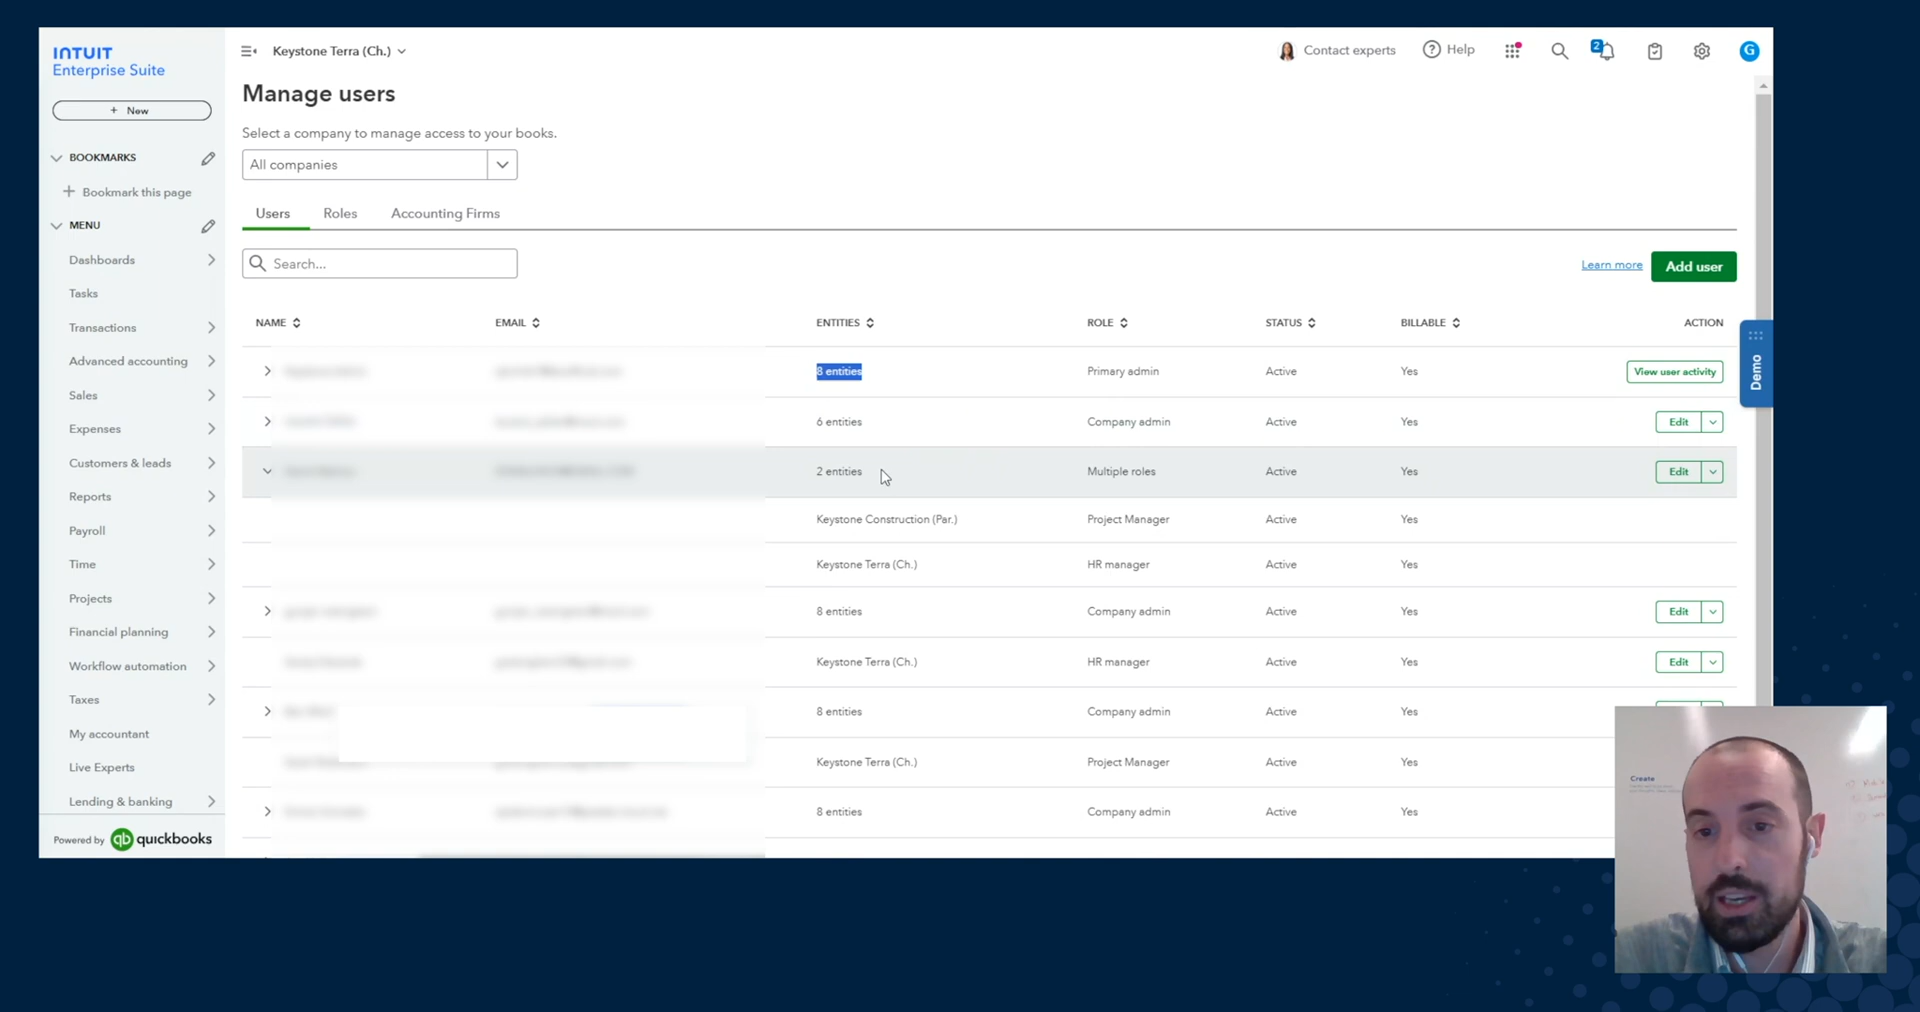 INTUIT
Enterprise Suite
+ New
BOOKMARKS
Bookmark this page
MENU
Dashboards
Tasks
Transactions
Advanced accounting
Sales
Expenses
Customers & leads
Reports
Payroll
Time
Projects
Financial planning
Workflow automation
Taxes
My accountant
Live Experts
Lending & banking
Powered by qb quickbooks
Keystone Terra (Ch.)
Contact experts
? Help
2
G
Manage users
Select a company to manage access to your books.
All companies
Users Roles Accounting Firms
Search...
Learn more
Add user
NAME EMAIL ENTITIES ROLE STATUS BILLABLE ACTION
8 entities Primary admin Active Yes View user activity
6 entities Company admin Active Yes Edit
2 entities Multiple roles Active Yes Edit
Keystone Construction (Par.) Project Manager Active Yes
Keystone Terra (Ch.) HR manager Active Yes
8 entities Company admin Active Yes Edit
Keystone Terra (Ch.) HR manager Active Yes Edit
8 entities Company admin Active Yes
Keystone Terra (Ch.) Project Manager Active Yes
8 entities Company admin Active Yes
Demo
Create